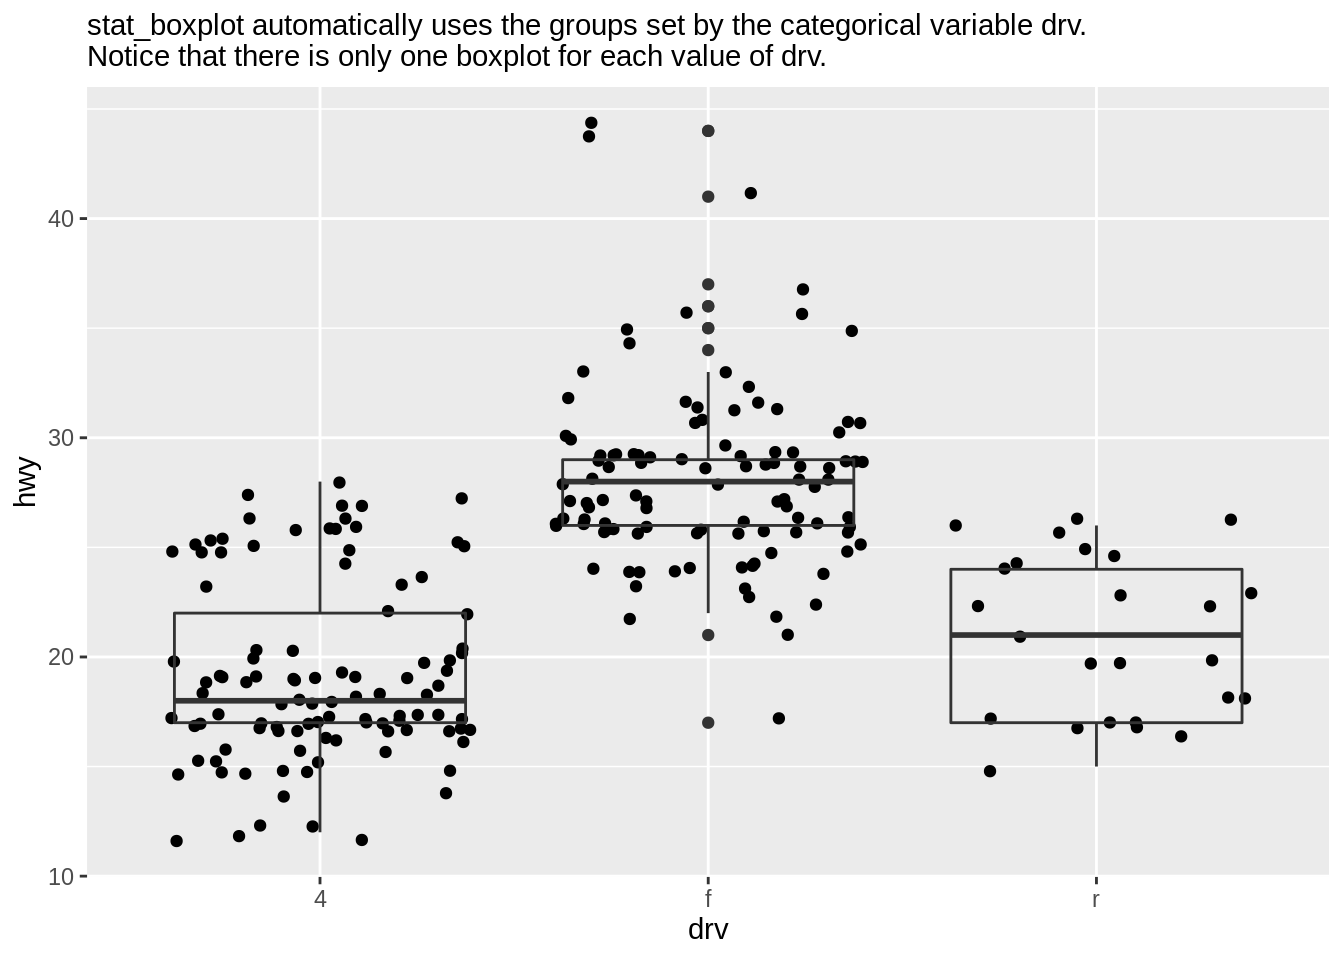 stat_boxplot automatically uses the groups set by the categorical variable drv.
Notice that there is only one boxplot for each value of drv.
hwy
40
30
20
10
4
f
r
drv